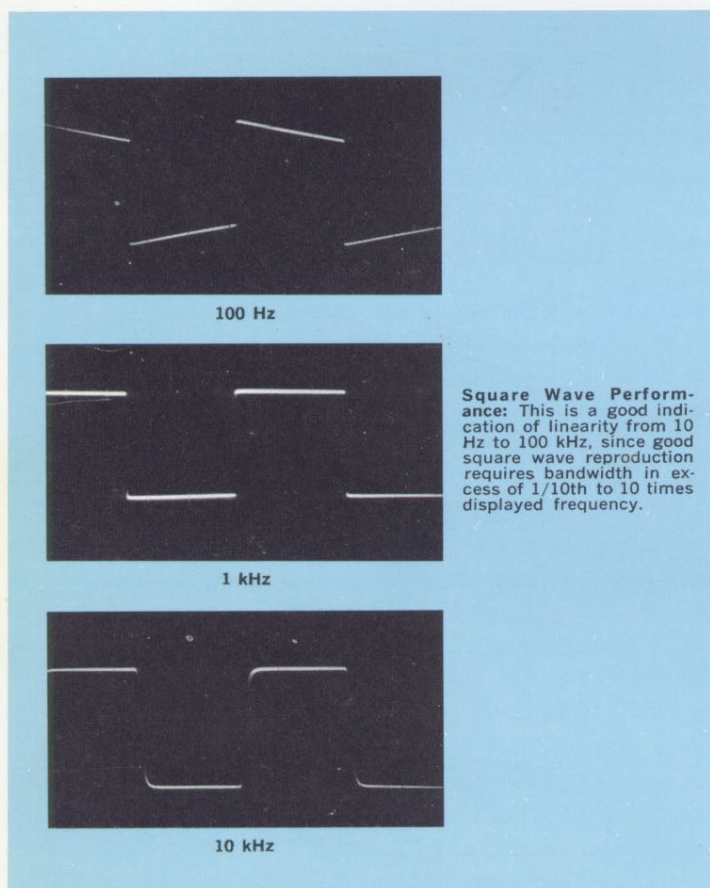 100 Hz
1 kHz
Square Wave Perform-
ance: This is a good indi-
cation of linearity from 10
Hz to 100 kHz, since good
square wave reproduction
requires bandwidth in ex-
cess of 1/10th to 10 times
displayed frequency.
10 kHz